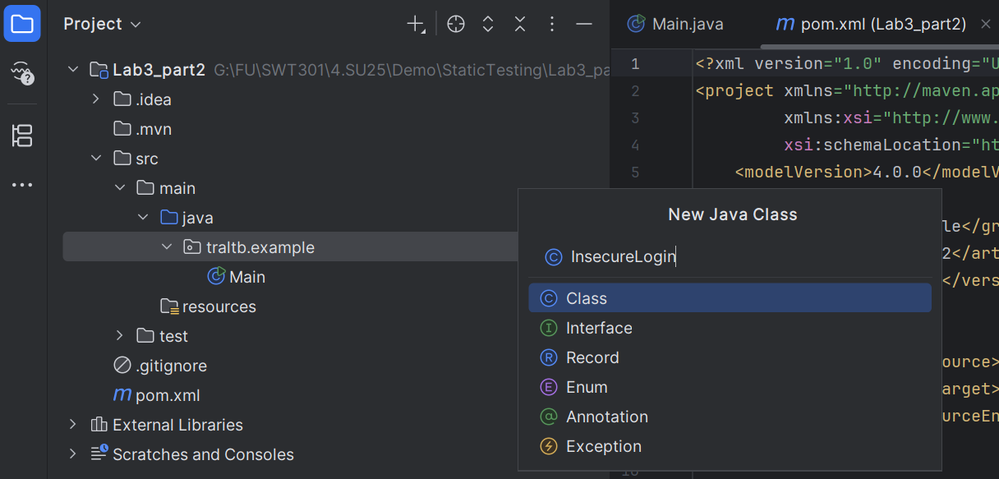 Project
Main.java
pom.xml (Lab3_part2)
Lab3_part2 G:\FU\SWT301\4.SU25\Demo\StaticTesting\Lab3_pa
.idea
.mvn
src
main
java
traltb.example
Main
resources
test
.gitignore
pom.xml
External Libraries
Scratches and Consoles
1 <?xml version="1.0" encoding="U
2 <project xmlns="http://maven.ap
3 xmlns:xsi="http://www.
4 xsi:schemaLocation="ht
5 <modelVersion>4.0.0</modelV
le</gr
2</art
</vers
ource>
arget>
urceEn
New Java Class
InsecureLogin
Class
Interface
Record
Enum
Annotation
Exception